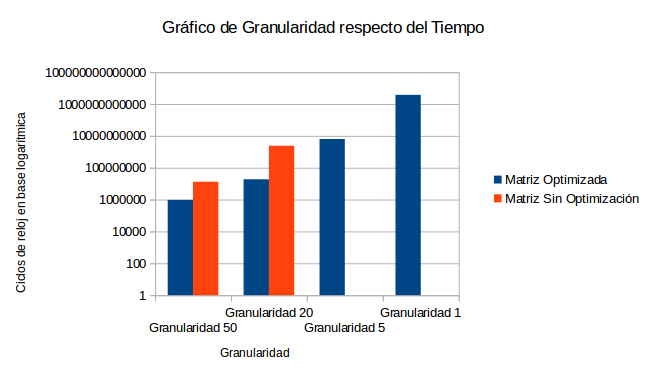 Gráfico de Granularidad respecto del Tiempo
Ciclos de reloj en base logarítmica
100000000000000
1000000000000
10000000000
100000000
1000000
10000
100
1
Granularidad 50
Granularidad 20
Granularidad 5
Granularidad 1
Granularidad
Matriz Optimizada
Matriz Sin Optimización